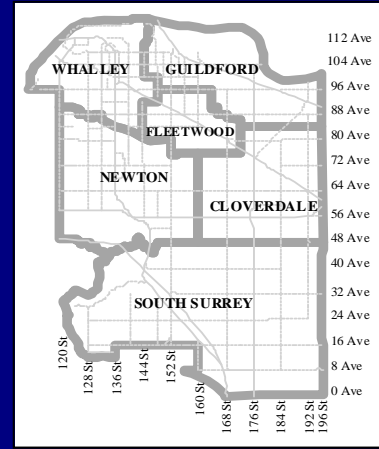 112 Ave
104 Ave
WHALLEY GUILDFORD
96 Ave
88 Ave
FLEETWOOD
80 Ave
72 Ave
NEWTON
64 Ave
CLOVERDALE
56 Ave
48 Ave
40 Ave
SOUTH SURREY
32 Ave
24 Ave
16 Ave
8 Ave
0 Ave
120 St
128 St
136 St
144 St
152 St
160 St
168 St
176 St
184 St
192 St
196 St